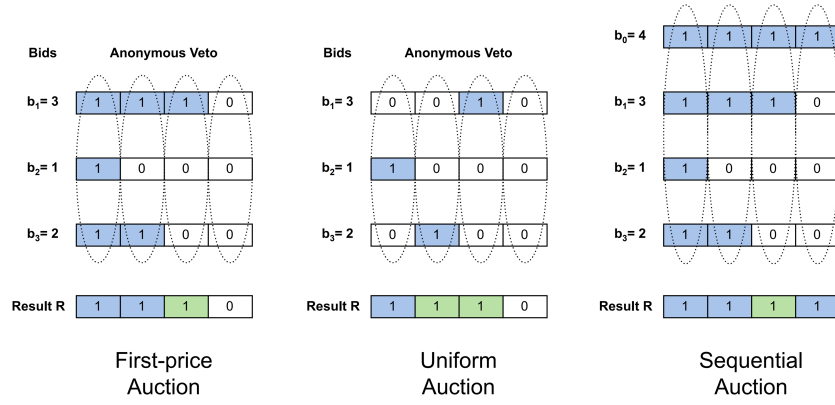 Bids Anonymous Veto
b1= 3 1 1 1 0
b2= 1 1 0 0 0
b3= 2 1 1 0 0
Result R 1 1 1 0
First-price
Auction
Bids Anonymous Veto
b1= 3 0 0 1 0
b2= 1 1 0 0 0
b3= 2 0 1 0 0
Result R 1 1 1 0
Uniform
Auction
b0= 4 1 1 1 1
b1= 3 1 1 1 0
b2= 1 1 0 0 0
b3= 2 1 1 0 0
Result R 1 1 1 1
Sequential
Auction